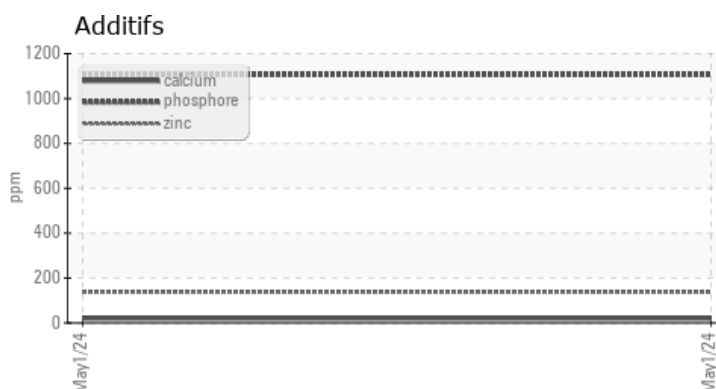 Additifs
1200
1000
800
600
400
200
0
ppm
calcium
phosphore
zinc
May1/24
May1/24